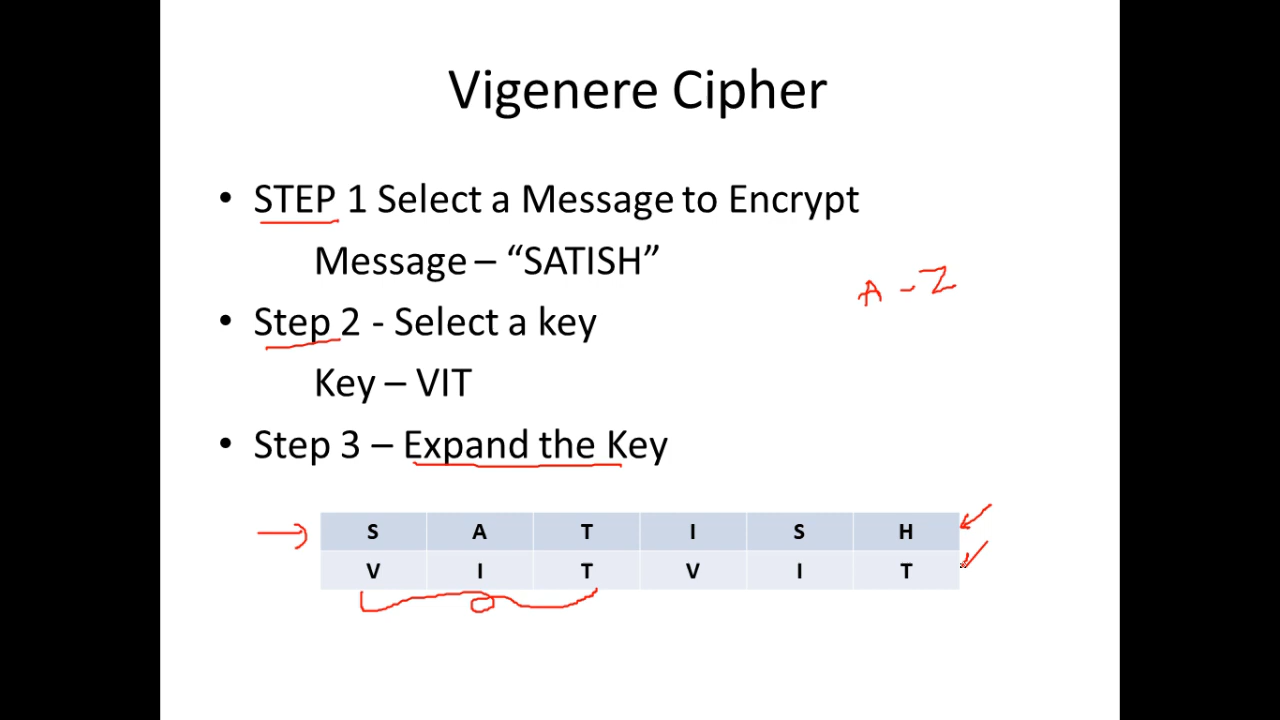 Vigenere Cipher
• STEP 1 Select a Message to Encrypt
Message – “SATISH”
A - Z
• Step 2 - Select a key
Key – VIT
• Step 3 – Expand the Key
S A T I S H
V I T V I T